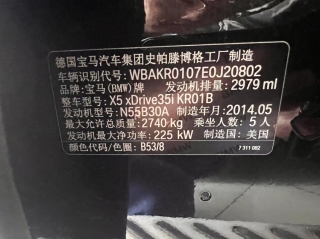 德国宝马汽车集团史帕滕博格工厂制造
车辆识别代号: WBAKR0107E0J20802
品牌: 宝马(BMW)牌 发动机排量: 2979 ml
整车型号: X5 xDrive35i KR01B
发动机型号: N55B30A 制造年月: 2014.05
最大允许总质量: 2740 kg 乘坐人数: 5 人
发动机最大净功率: 225 kW 制造国: 美国
颜色代码/色圈: B53/8
7 311 062